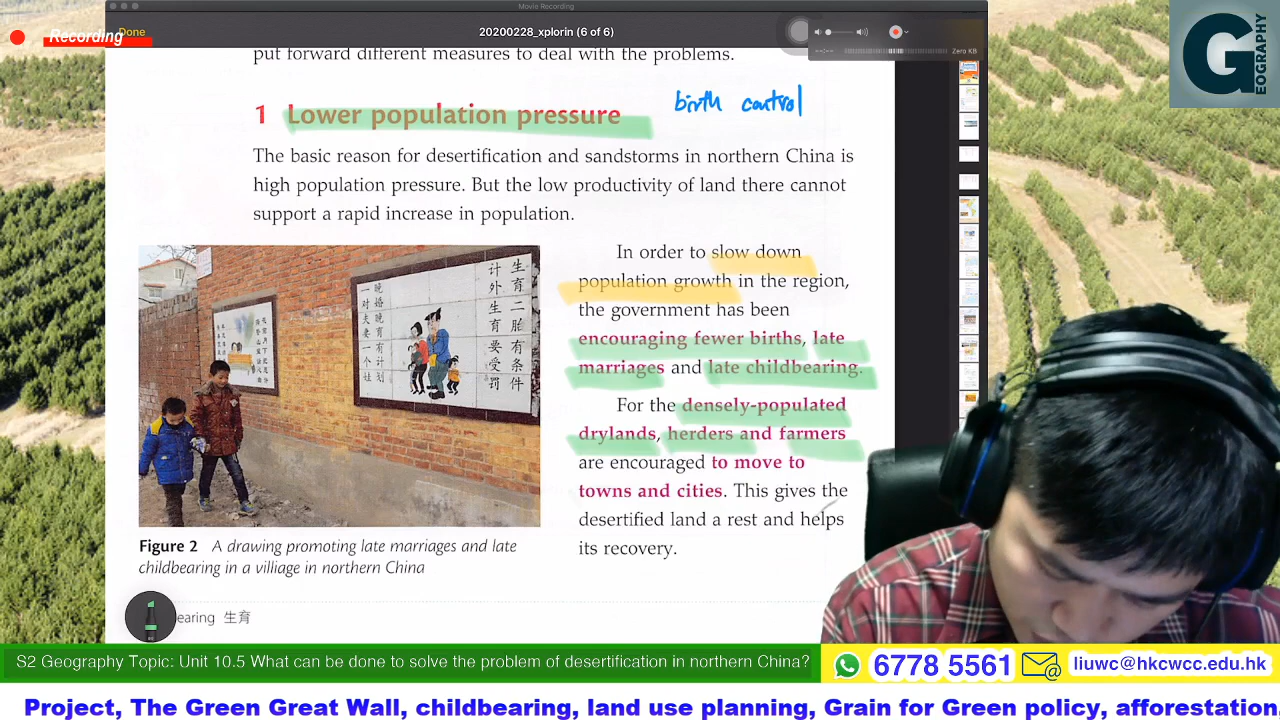 Movie Recording
Recording
Done
20200228_xplorin (6 of 6)
--:--
Zero KB
G
EOGRAPHY
put forward different measures to deal with the problems.
1 Lower population pressure
birth control
The basic reason for desertification and sandstorms in northern China is
high population pressure. But the low productivity of land there cannot
support a rapid increase in population.
In order to slow down
population growth in the region,
the government has been
encouraging fewer births, late
marriages and late childbearing.
For the densely-populated
drylands, herders and farmers
are encouraged to move to
towns and cities. This gives the
desertified land a rest and helps
its recovery.
生育服有条件
计外生育要受罚
晚婚晚育有计划
一对夫妻一个娃
Figure 2 A drawing promoting late marriages and late
childbearing in a villiage in northern China
earing 生育
S2 Geography Topic: Unit 10.5 What can be done to solve the problem of desertification in northern China?
6778 5561
liuwc@hkcwcc.edu.hk
Project, The Green Great Wall, childbearing, land use planning, Grain for Green policy, afforestation,